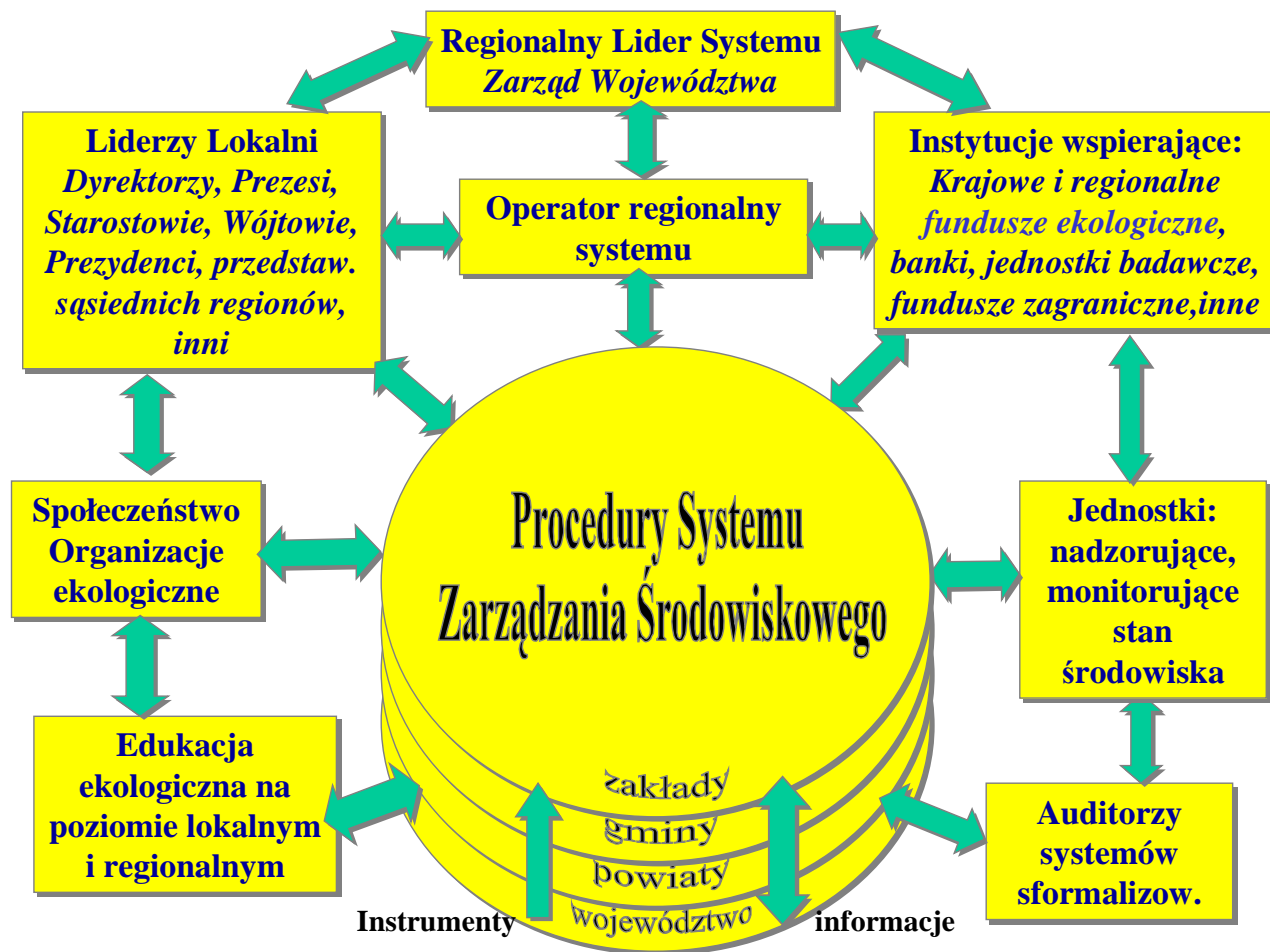 Regionalny Lider Systemu
Zarząd Województwa
Liderzy Lokalni
Dyrektorzy, Prezesi,
Starostowie, Wójtowie,
Prezydenci, przedstaw.
sąsiednich regionów,
inni
Operator regionalny
systemu
Instytucje wspierające:
Krajowe i regionalne
fundusze ekologiczne,
banki, jednostki badawcze,
fundusze zagraniczne,inne
Społeczeństwo
Organizacje
ekologiczne
Procedury Systemu
Zarządzania Środowiskowego
Jednostki:
nadzorujące,
monitorujące
stan
środowiska
Edukacja
ekologiczna na
poziomie lokalnym
i regionalnym
zakłady
gminy
powiaty
województwo
Instrumenty
informacje
Auditorzy
systemów
sformalizow.